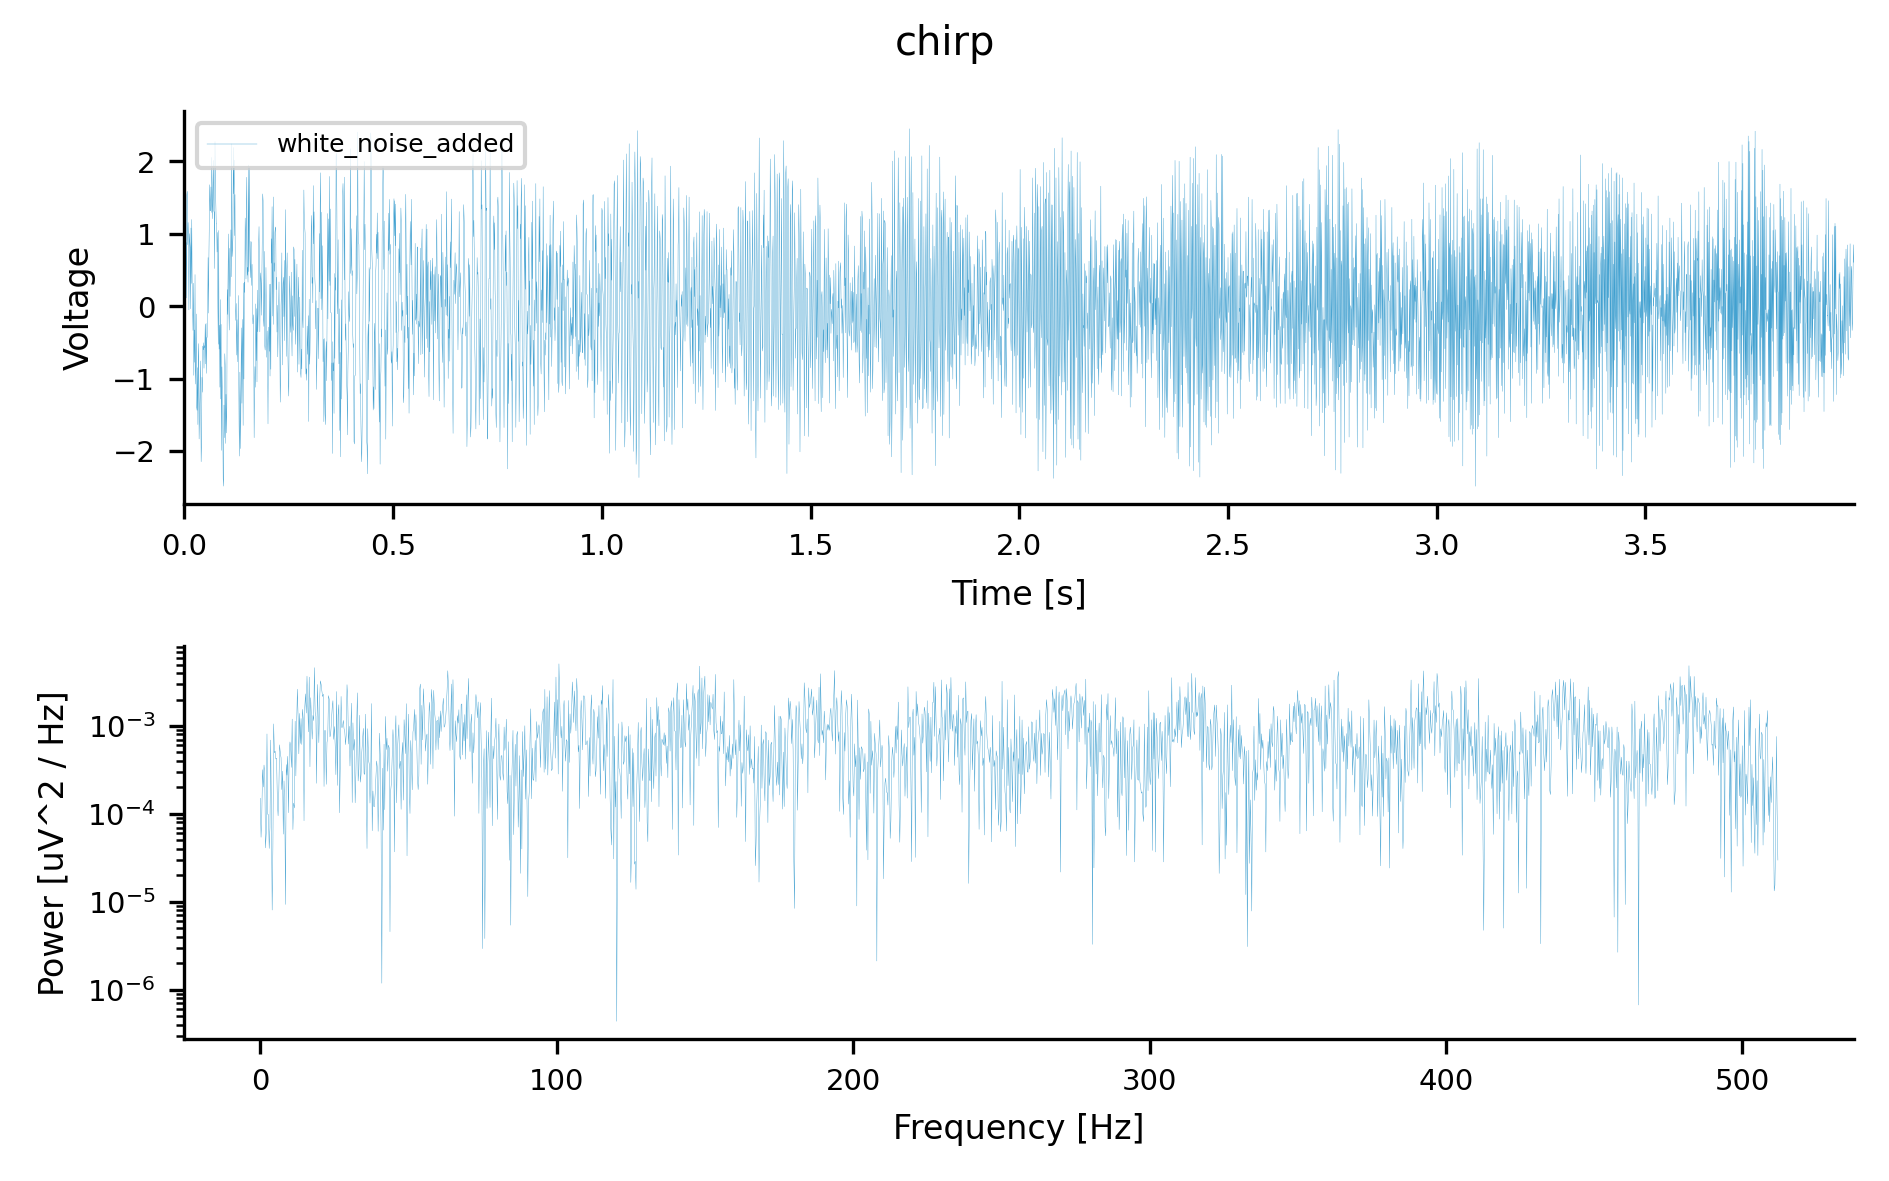 chirp
white_noise_added
Voltage
2
1
0
−1
−2
0.0 0.5 1.0 1.5 2.0 2.5 3.0 3.5
Time [s]
Power [uV^2 / Hz]
10⁻³
10⁻⁴
10⁻⁵
10⁻⁶
0 100 200 300 400 500
Frequency [Hz]